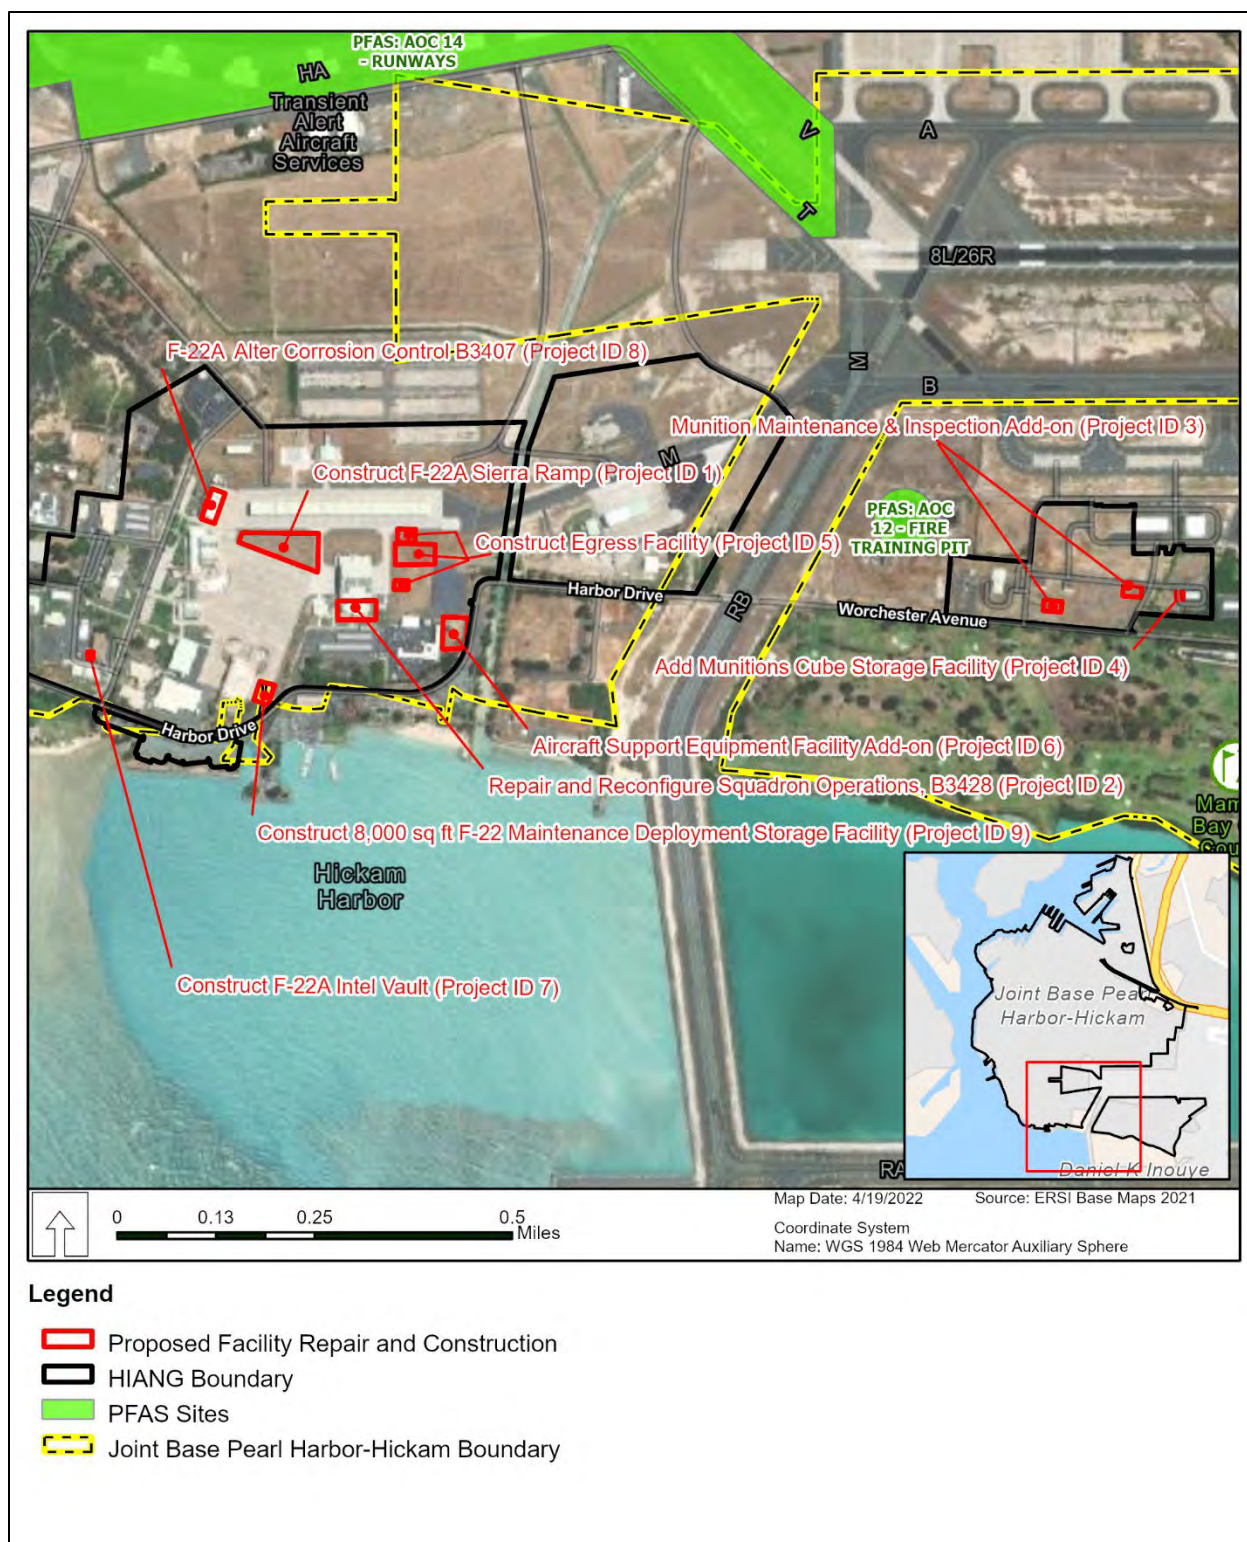 PFAS: AOC 14
- RUNWAYS
HA
Transient
Alert
Aircraft
Services
V
A
T
8L/26R
F-22A Alter Corrosion Control B3407 (Project ID 8)
M
B
Munition Maintenance & Inspection Add-on (Project ID 3)
M
Construct F-22A Sierra Ramp (Project ID 1)
PFAS: AOC
12 - FIRE
TRAINING PIT
Construct Egress Facility (Project ID 5)
Harbor Drive
RB
Worchester Avenue
Add Munitions Cube Storage Facility (Project ID 4)
Harbor Drive
Aircraft Support Equipment Facility Add-on (Project ID 6)
Repair and Reconfigure Squadron Operations, B3428 (Project ID 2)
Construct 8,000 sq ft F-22 Maintenance Deployment Storage Facility (Project ID 9)
Hickam
Harbor
Construct F-22A Intel Vault (Project ID 7)
Joint Base Pearl
Harbor-Hickam
Daniel K Inouye
Map Date: 4/19/2022 Source: ERSI Base Maps 2021
Coordinate System
Name: WGS 1984 Web Mercator Auxiliary Sphere
0 0.13 0.25 0.5
Miles
Legend
Proposed Facility Repair and Construction
HIANG Boundary
PFAS Sites
Joint Base Pearl Harbor-Hickam Boundary